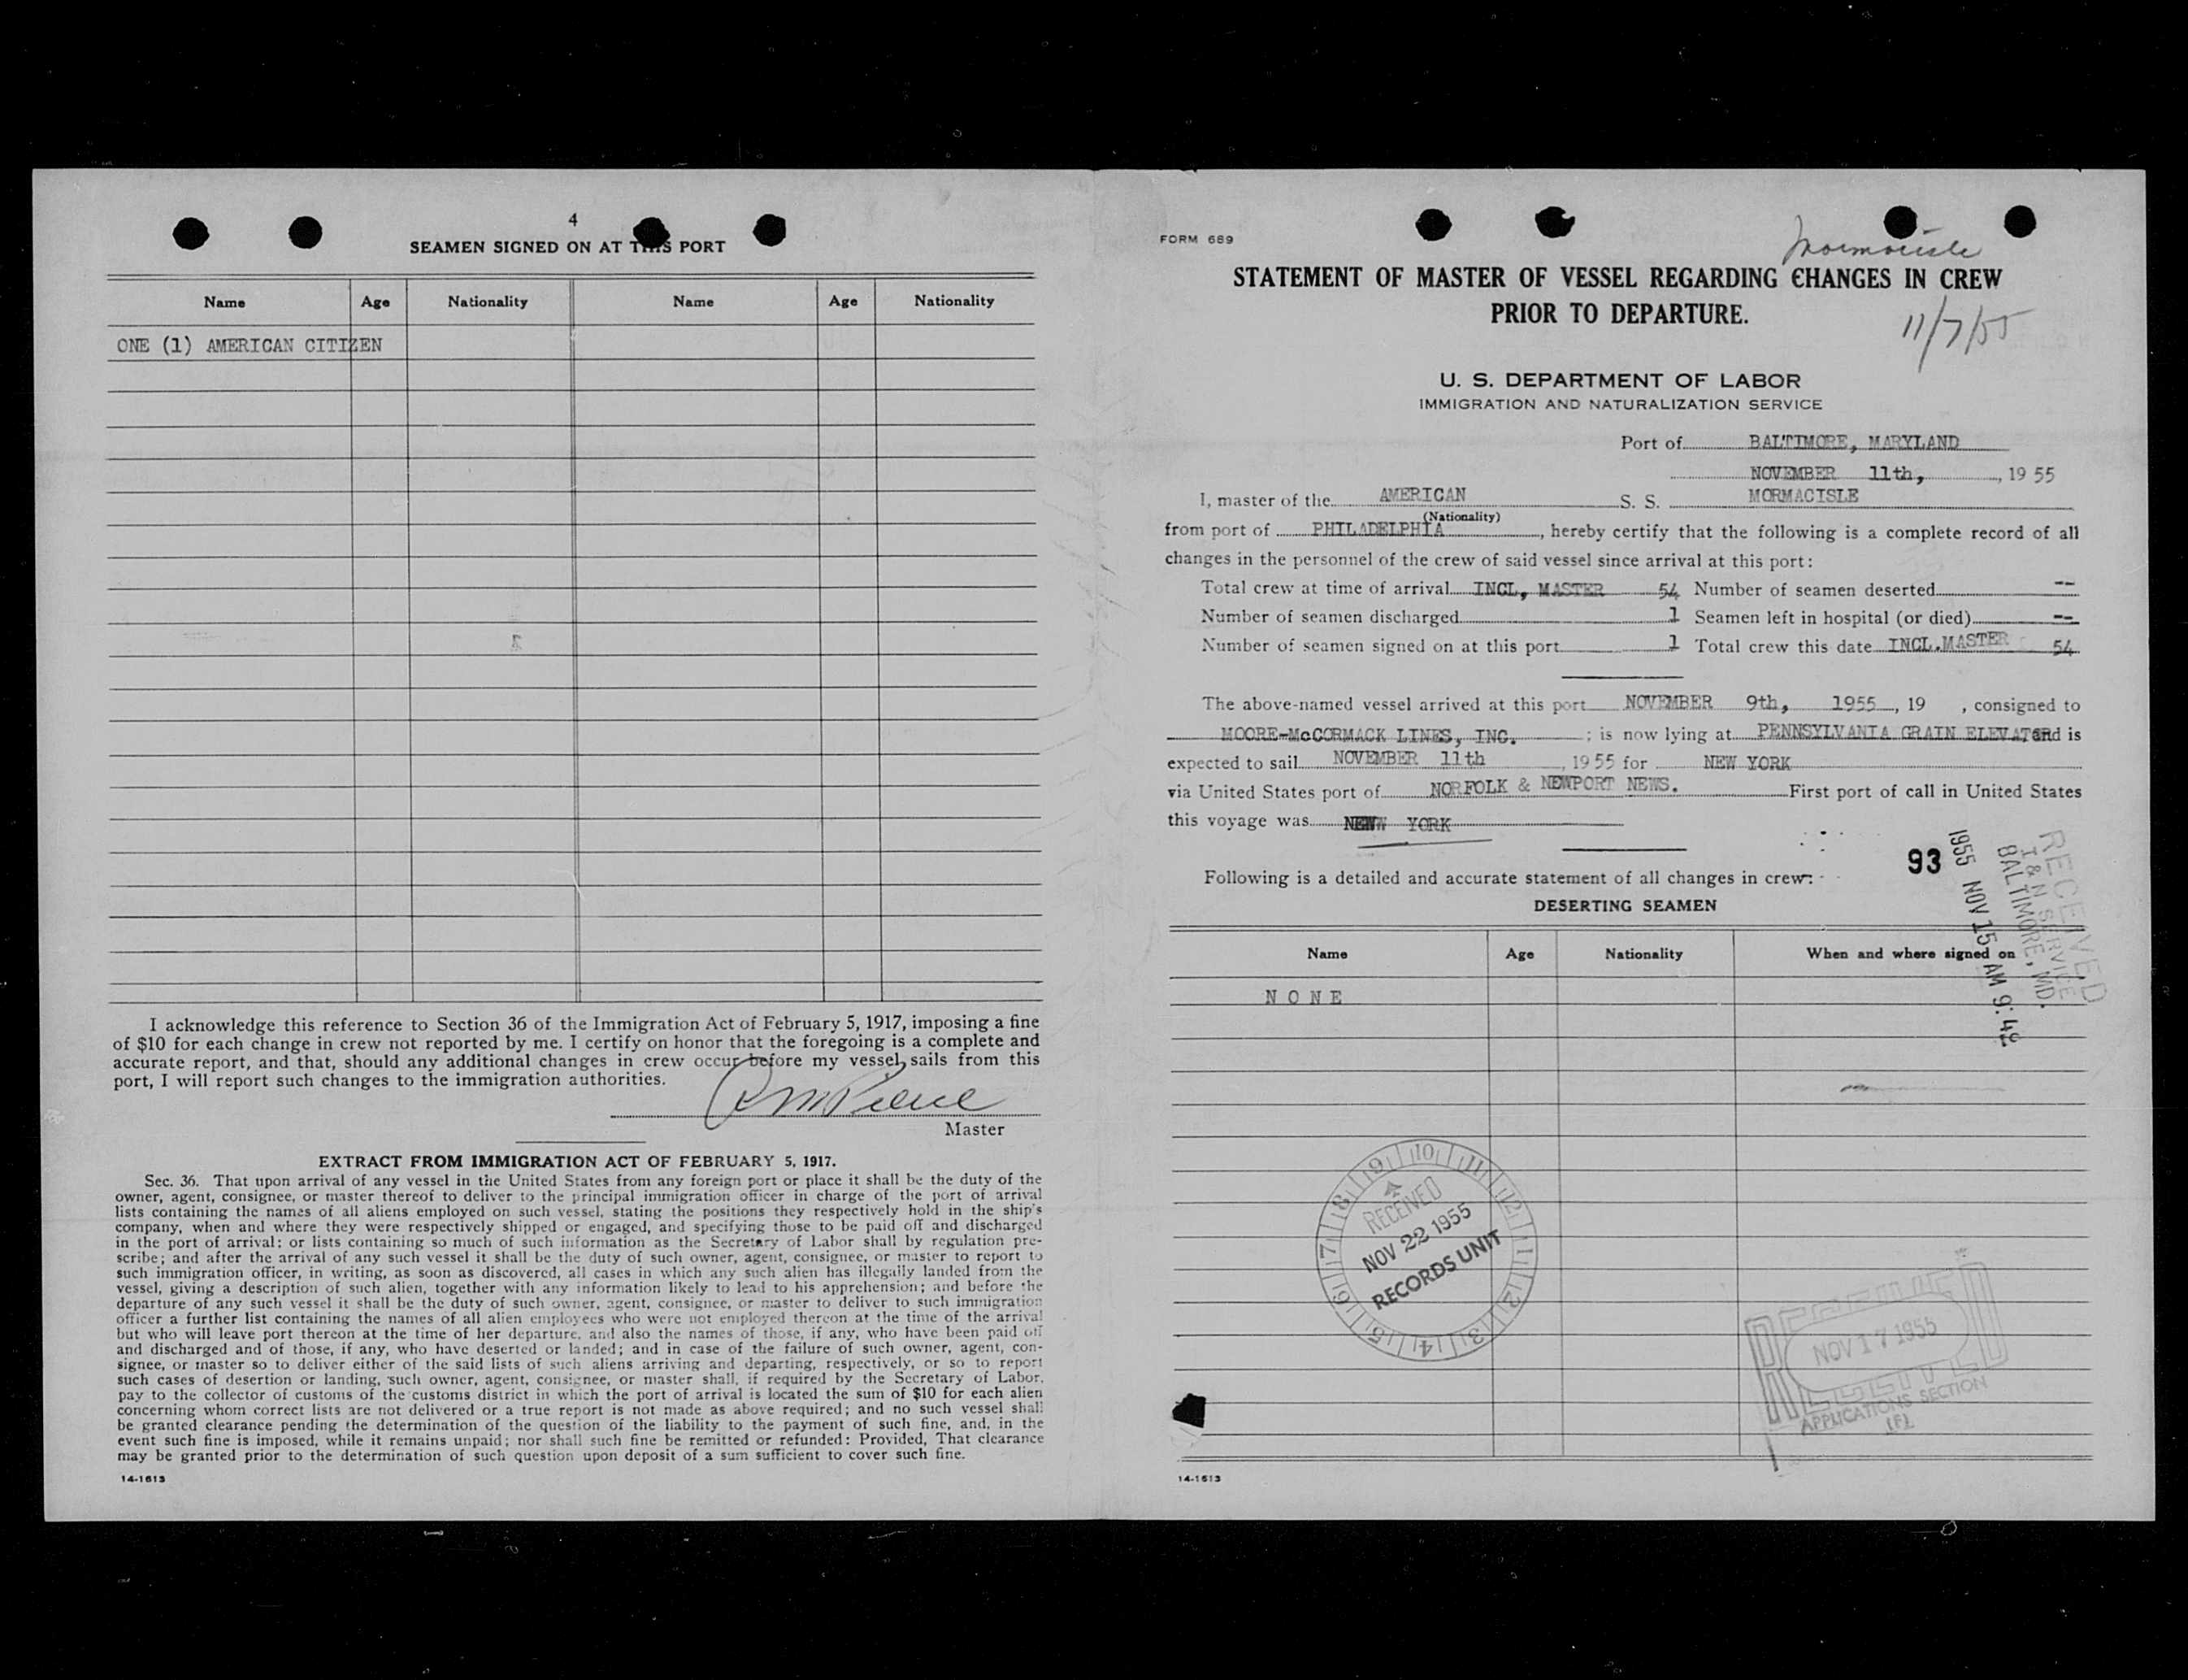 4
SEAMEN SIGNED ON AT THIS PORT
Name Age Nationality Name Age Nationality
ONE (1) AMERICAN CITIZEN
I acknowledge this reference to Section 36 of the Immigration Act of February 5, 1917, imposing a fine
of $10 for each change in crew not reported by me. I certify on honor that the foregoing is a complete and
accurate report, and that, should any additional changes in crew occur before my vessel sails from this
port, I will report such changes to the immigration authorities.
Master
EXTRACT FROM IMMIGRATION ACT OF FEBRUARY 5, 1917.
Sec. 36. That upon arrival of any vessel in the United States from any foreign port or place it shall be the duty of the
owner, agent, consignee, or master thereof to deliver to the principal immigration officer in charge of the port of arrival
lists containing the names of all aliens employed on such vessel, stating the positions they respectively hold in the ship's
company, when and where they were respectively shipped or engaged, and specifying those to be paid off and discharged
in the port of arrival; or lists containing so much of such information as the Secretary of Labor shall by regulation pre-
scribe; and after the arrival of any such vessel it shall be the duty of such owner, agent, consignee, or master to report to
such immigration officer, in writing, as soon as discovered, all cases in which any such alien has illegally landed from the
vessel, giving a description of such alien, together with any information likely to lead to his apprehension; and before the
departure of any such vessel it shall be the duty of such owner, agent, consignee, or master to deliver to such immigration
officer a further list containing the names of all alien employees who were not employed thereon at the time of the arrival
but who will leave port thereon at the time of her departure, and also the names of those, if any, who have been paid off
and discharged and of those, if any, who have deserted or landed; and in case of the failure of such owner, agent, con-
signee, or master so to deliver either of the said lists of such aliens arriving and departing, respectively, or so to report
such cases of desertion or landing, such owner, agent, consignee, or master shall, if required by the Secretary of Labor,
pay to the collector of customs of the customs district in which the port of arrival is located the sum of $10 for each alien
concerning whom correct lists are not delivered or a true report is not made as above required; and no such vessel shall
be granted clearance pending the determination of the question of the liability to the payment of such fine, and, in the
event such fine is imposed, while it remains unpaid; nor shall such fine be remitted or refunded: Provided, That clearance
may be granted prior to the determination of such question upon deposit of a sum sufficient to cover such fine.
14-1613
FORM 689
Mormacisle
STATEMENT OF MASTER OF VESSEL REGARDING CHANGES IN CREW
PRIOR TO DEPARTURE.
11/7/55
U. S. DEPARTMENT OF LABOR
IMMIGRATION AND NATURALIZATION SERVICE
Port of BALTIMORE, MARYLAND
NOVEMBER 11th, , 19 55
I, master of the AMERICAN S. S. MORMACISLE
(Nationality)
from port of PHILADELPHIA , hereby certify that the following is a complete record of all
changes in the personnel of the crew of said vessel since arrival at this port:
Total crew at time of arrival INCL, MASTER 54 Number of seamen deserted --
Number of seamen discharged 1 Seamen left in hospital (or died) --
Number of seamen signed on at this port 1 Total crew this date INCL.MASTER 54
The above-named vessel arrived at this port NOVEMBER 9th, 1955 , 19 , consigned to
MOORE-McCORMACK LINES, INC. ; is now lying at PENNSYLVANIA GRAIN ELEVATOR and is
expected to sail NOVEMBER 11th , 19 55 for NEW YORK
via United States port of NORFOLK & NEWPORT NEWS. First port of call in United States
this voyage was NEW YORK
93
RECEIVED
I & N SERVICE
BALTIMORE, MD.
1955 NOV 15 AM 9:42
Following is a detailed and accurate statement of all changes in crew:
DESERTING SEAMEN
Name Age Nationality When and where signed on
NONE
9 10 11 12 1 2 3 4 5 6 7 8
RECEIVED
NOV 22 1955
RECORDS UNIT
RECEIVED
NOV 17 1955
APPLICATIONS SECTION
14-1613